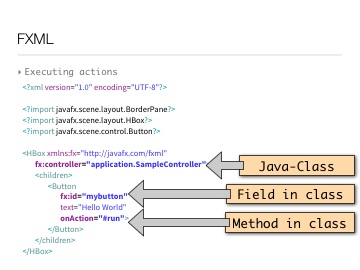 FXML
Executing actions
<?xml version="1.0" encoding="UTF-8"?>
<?import javafx.scene.layout.BorderPane?>
<?import javafx.scene.layout.HBox?>
<?import javafx.scene.control.Button?>
<HBox xmlns:fx="http://javafx.com/fxml"
fx:controller="application.SampleController"
Java-Class
<children>
<Button
fx:id="mybutton"
Field in class
text="Hello World"
onAction="#run">
Method in class
</Button>
</children>
</HBox>